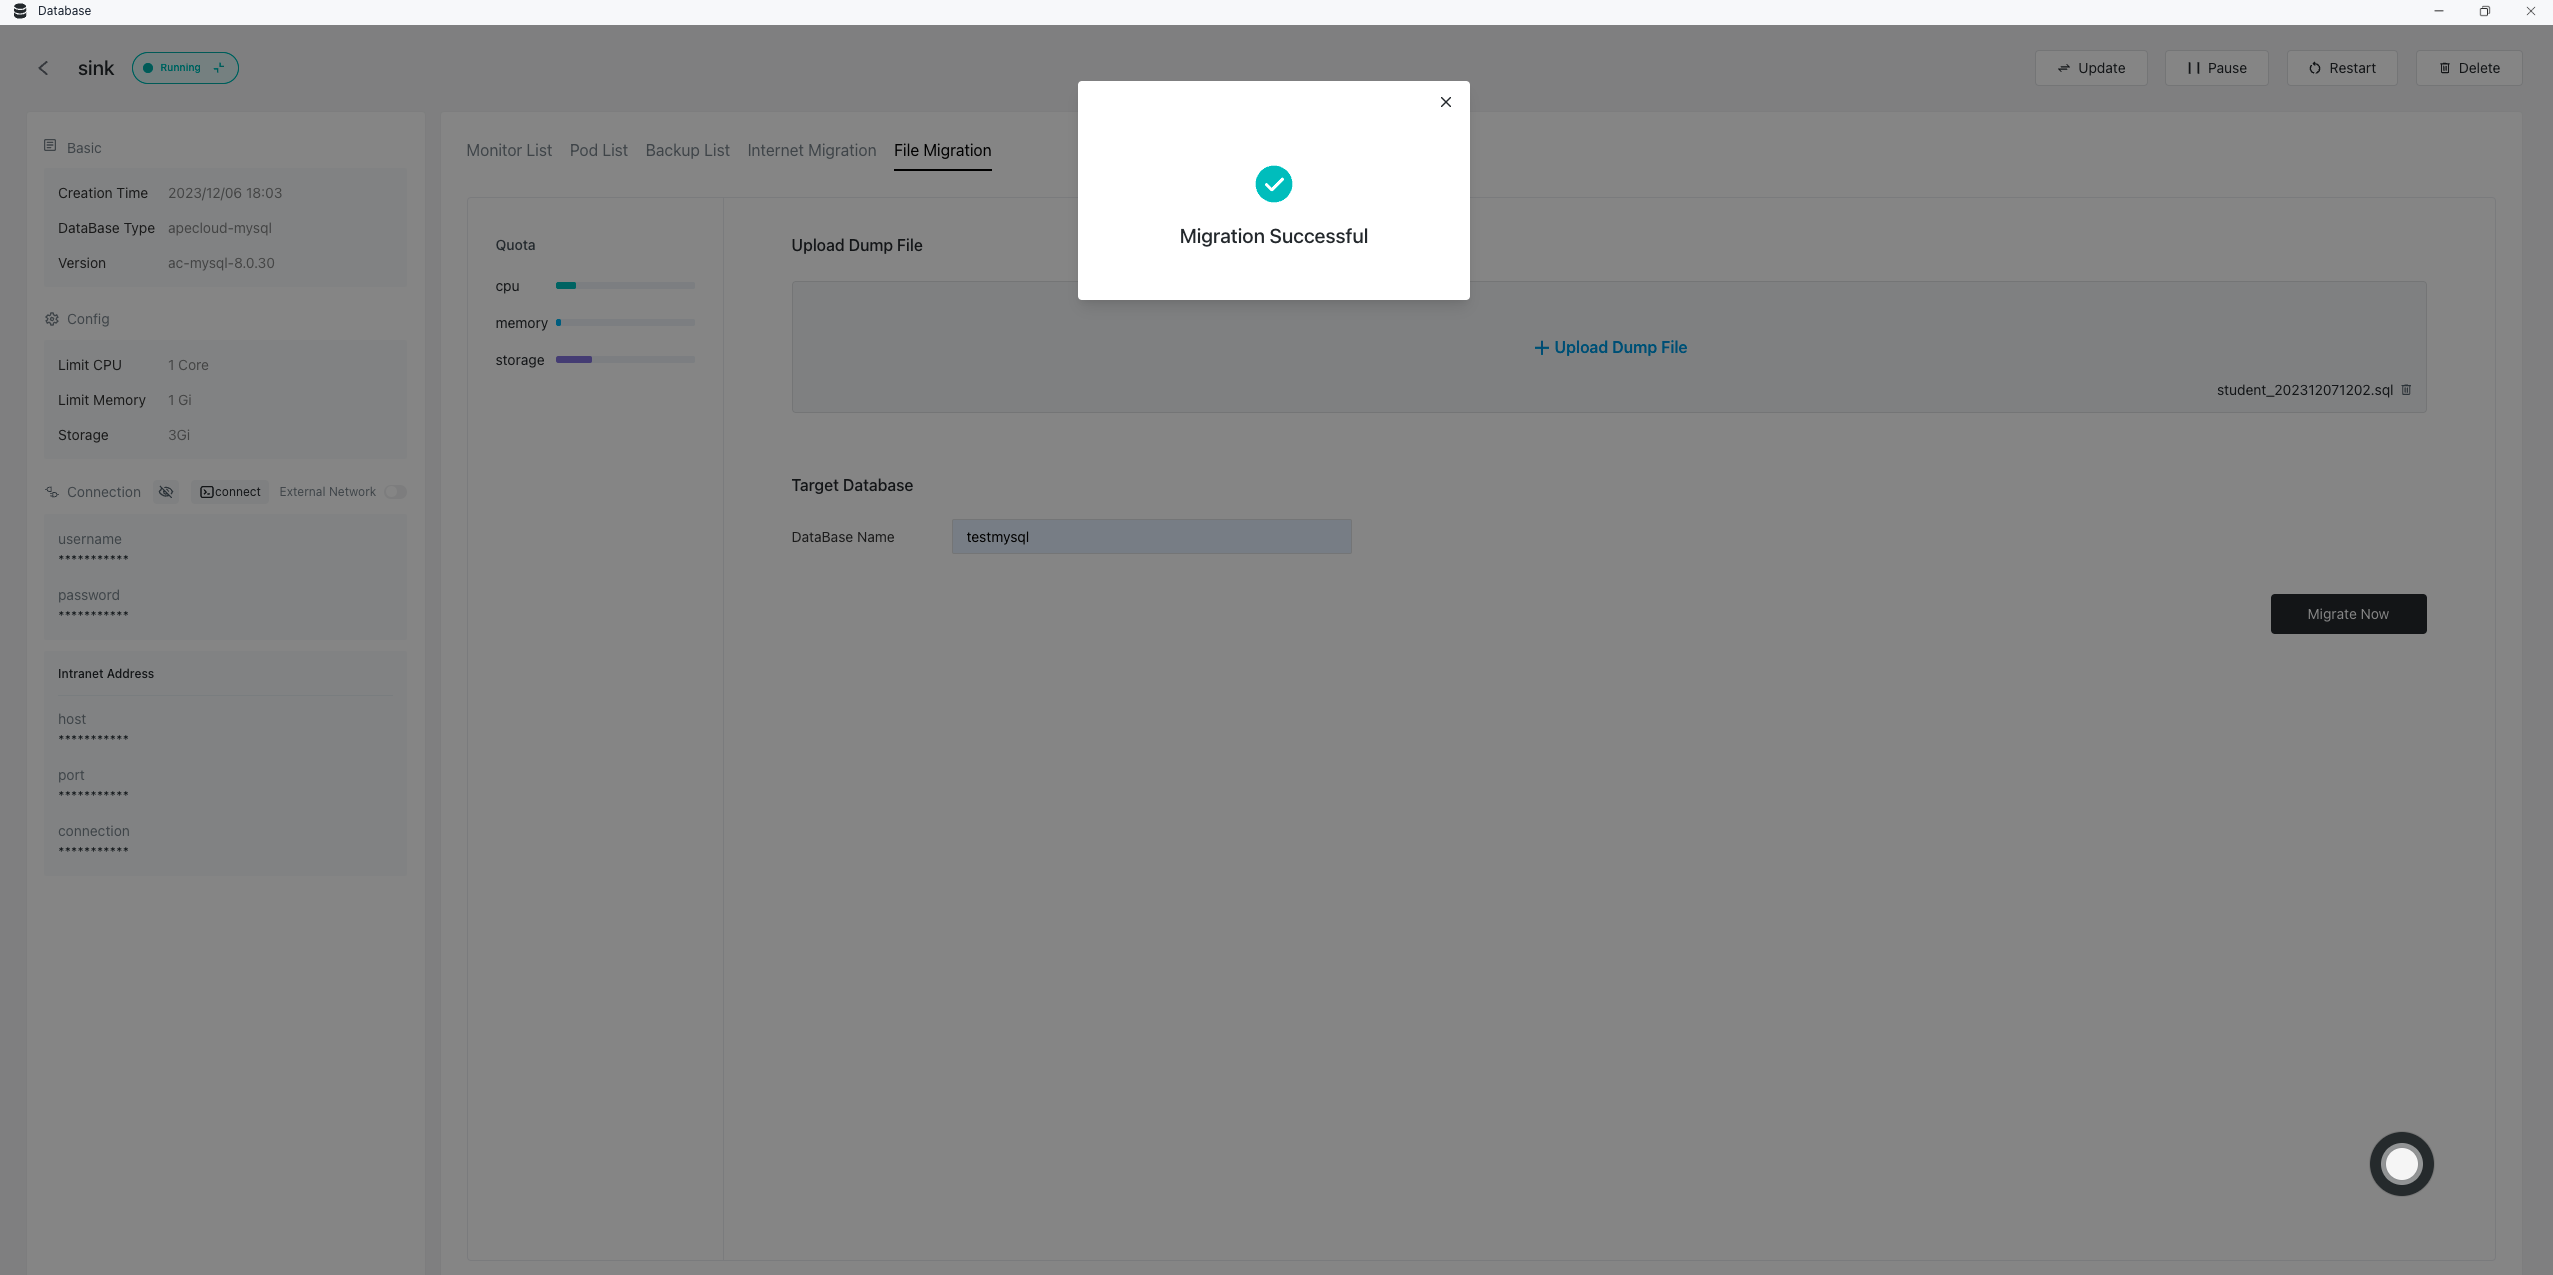 Database
sink
Running
Update
Pause
Restart
Delete
Basic
Creation Time 2023/12/06 18:03
DataBase Type apecloud-mysql
Version ac-mysql-8.0.30
Config
Limit CPU 1 Core
Limit Memory 1 Gi
Storage 3Gi
Connection connect External Network
username
***********
password
***********
Intranet Address
host
***********
port
***********
connection
***********
Monitor List Pod List Backup List Internet Migration File Migration
Quota
cpu
memory
storage
Upload Dump File
Upload Dump File
student_202312071202.sql
Target Database
DataBase Name testmysql
Migrate Now
Migration Successful